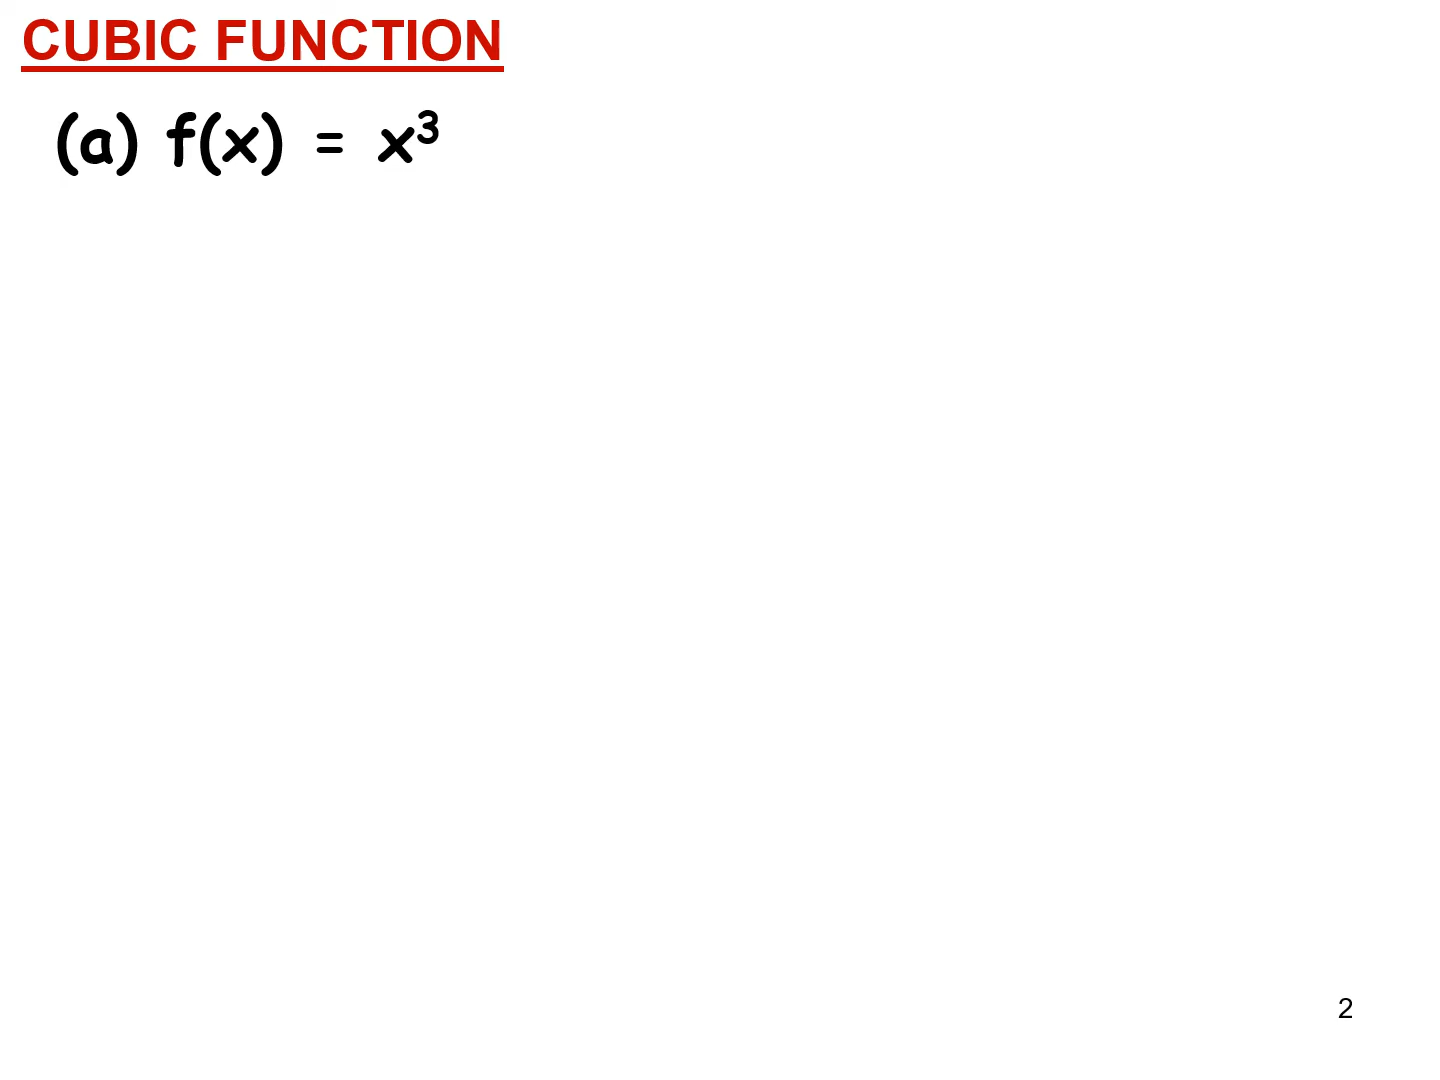 CUBIC FUNCTION
(a) f(x) = x³
2